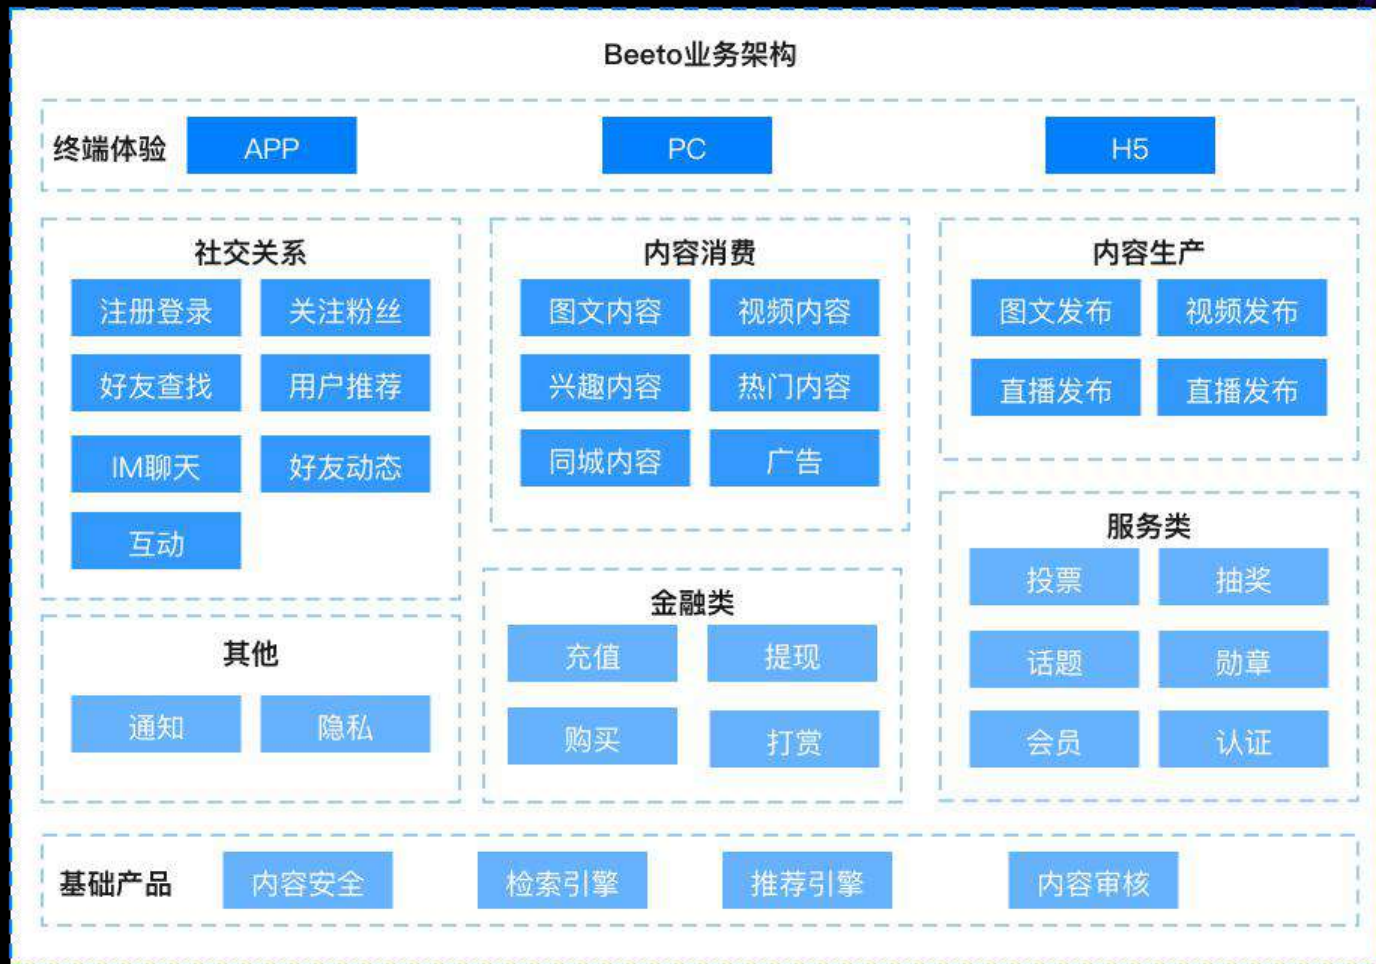 Beeto业务架构
终端体验 APP PC H5
社交关系
注册登录 关注粉丝
好友查找 用户推荐
IM聊天 好友动态
互动
内容消费
图文内容 视频内容
兴趣内容 热门内容
同城内容 广告
内容生产
图文发布 视频发布
直播发布 直播发布
其他
通知 隐私
金融类
充值 提现
购买 打赏
服务类
投票 抽奖
话题 勋章
会员 认证
基础产品 内容安全 检索引擎 推荐引擎 内容审核